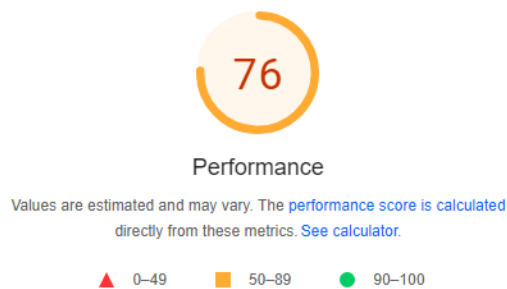 76
Performance
Values are estimated and may vary. The performance score is calculated
directly from these metrics. See calculator.
0–49 50–89 90–100